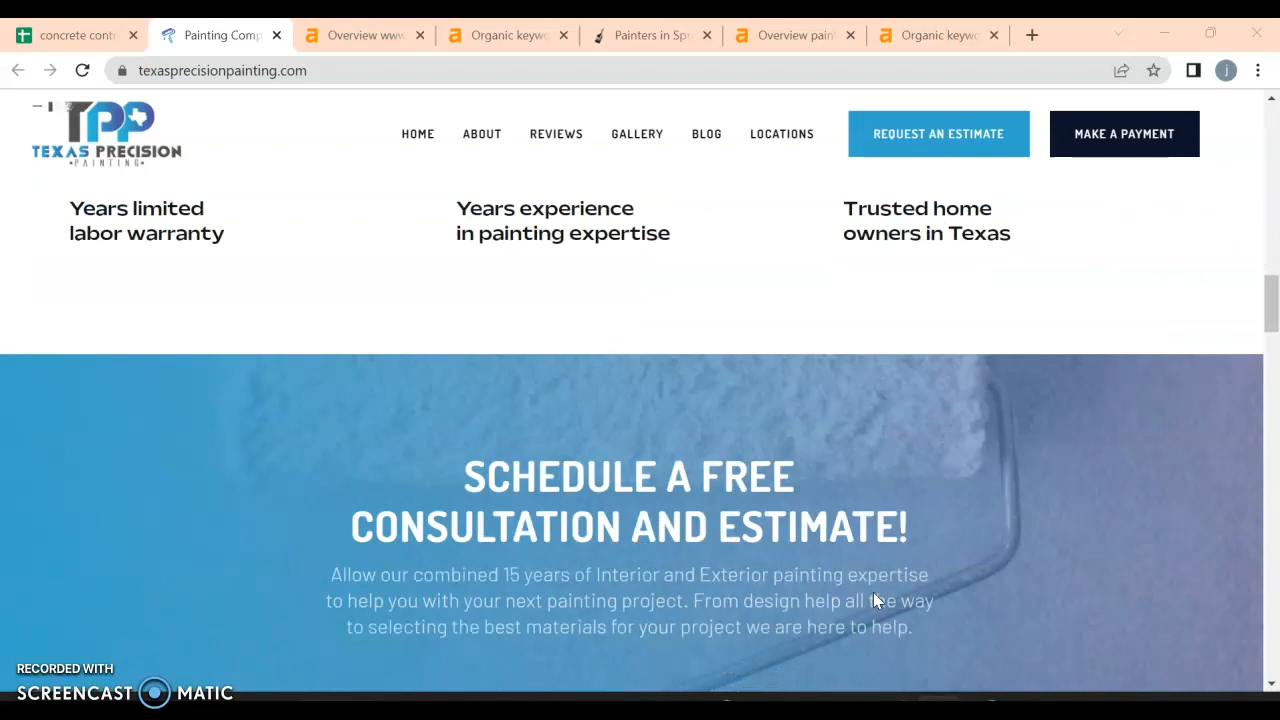 concrete cont
Painting Comp
Overview www
Organic keywo
Painters in Spr
Overview pain
Organic keywo
texasprecisionpainting.com
j
TPP
TEXAS PRECISION
•PAINTING•
HOME
ABOUT
REVIEWS
GALLERY
BLOG
LOCATIONS
REQUEST AN ESTIMATE
MAKE A PAYMENT
Years limited
labor warranty
Years experience
in painting expertise
Trusted home
owners in Texas
SCHEDULE A FREE
CONSULTATION AND ESTIMATE!
Allow our combined 15 years of Interior and Exterior painting expertise
to help you with your next painting project. From design help all the way
to selecting the best materials for your project we are here to help.
RECORDED WITH
SCREENCAST MATIC